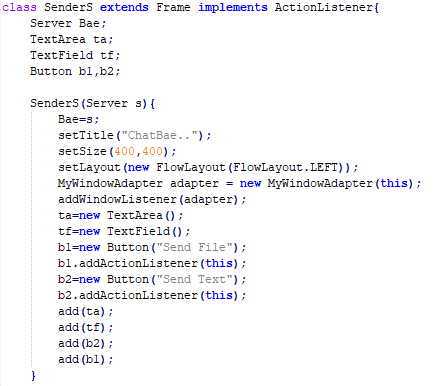 class SenderS extends Frame implements ActionListener{
Server Bae;
TextArea ta;
TextField tf;
Button b1,b2;
SenderS(Server s){
Bae=s;
setTitle("ChatBae..");
setSize(400,400);
setLayout(new FlowLayout(FlowLayout.LEFT));
MyWindowAdapter adapter = new MyWindowAdapter(this);
addWindowListener(adapter);
ta=new TextArea();
tf=new TextField();
b1=new Button("Send File");
b1.addActionListener(this);
b2=new Button("Send Text");
b2.addActionListener(this);
add(ta);
add(tf);
add(b2);
add(b1);
}